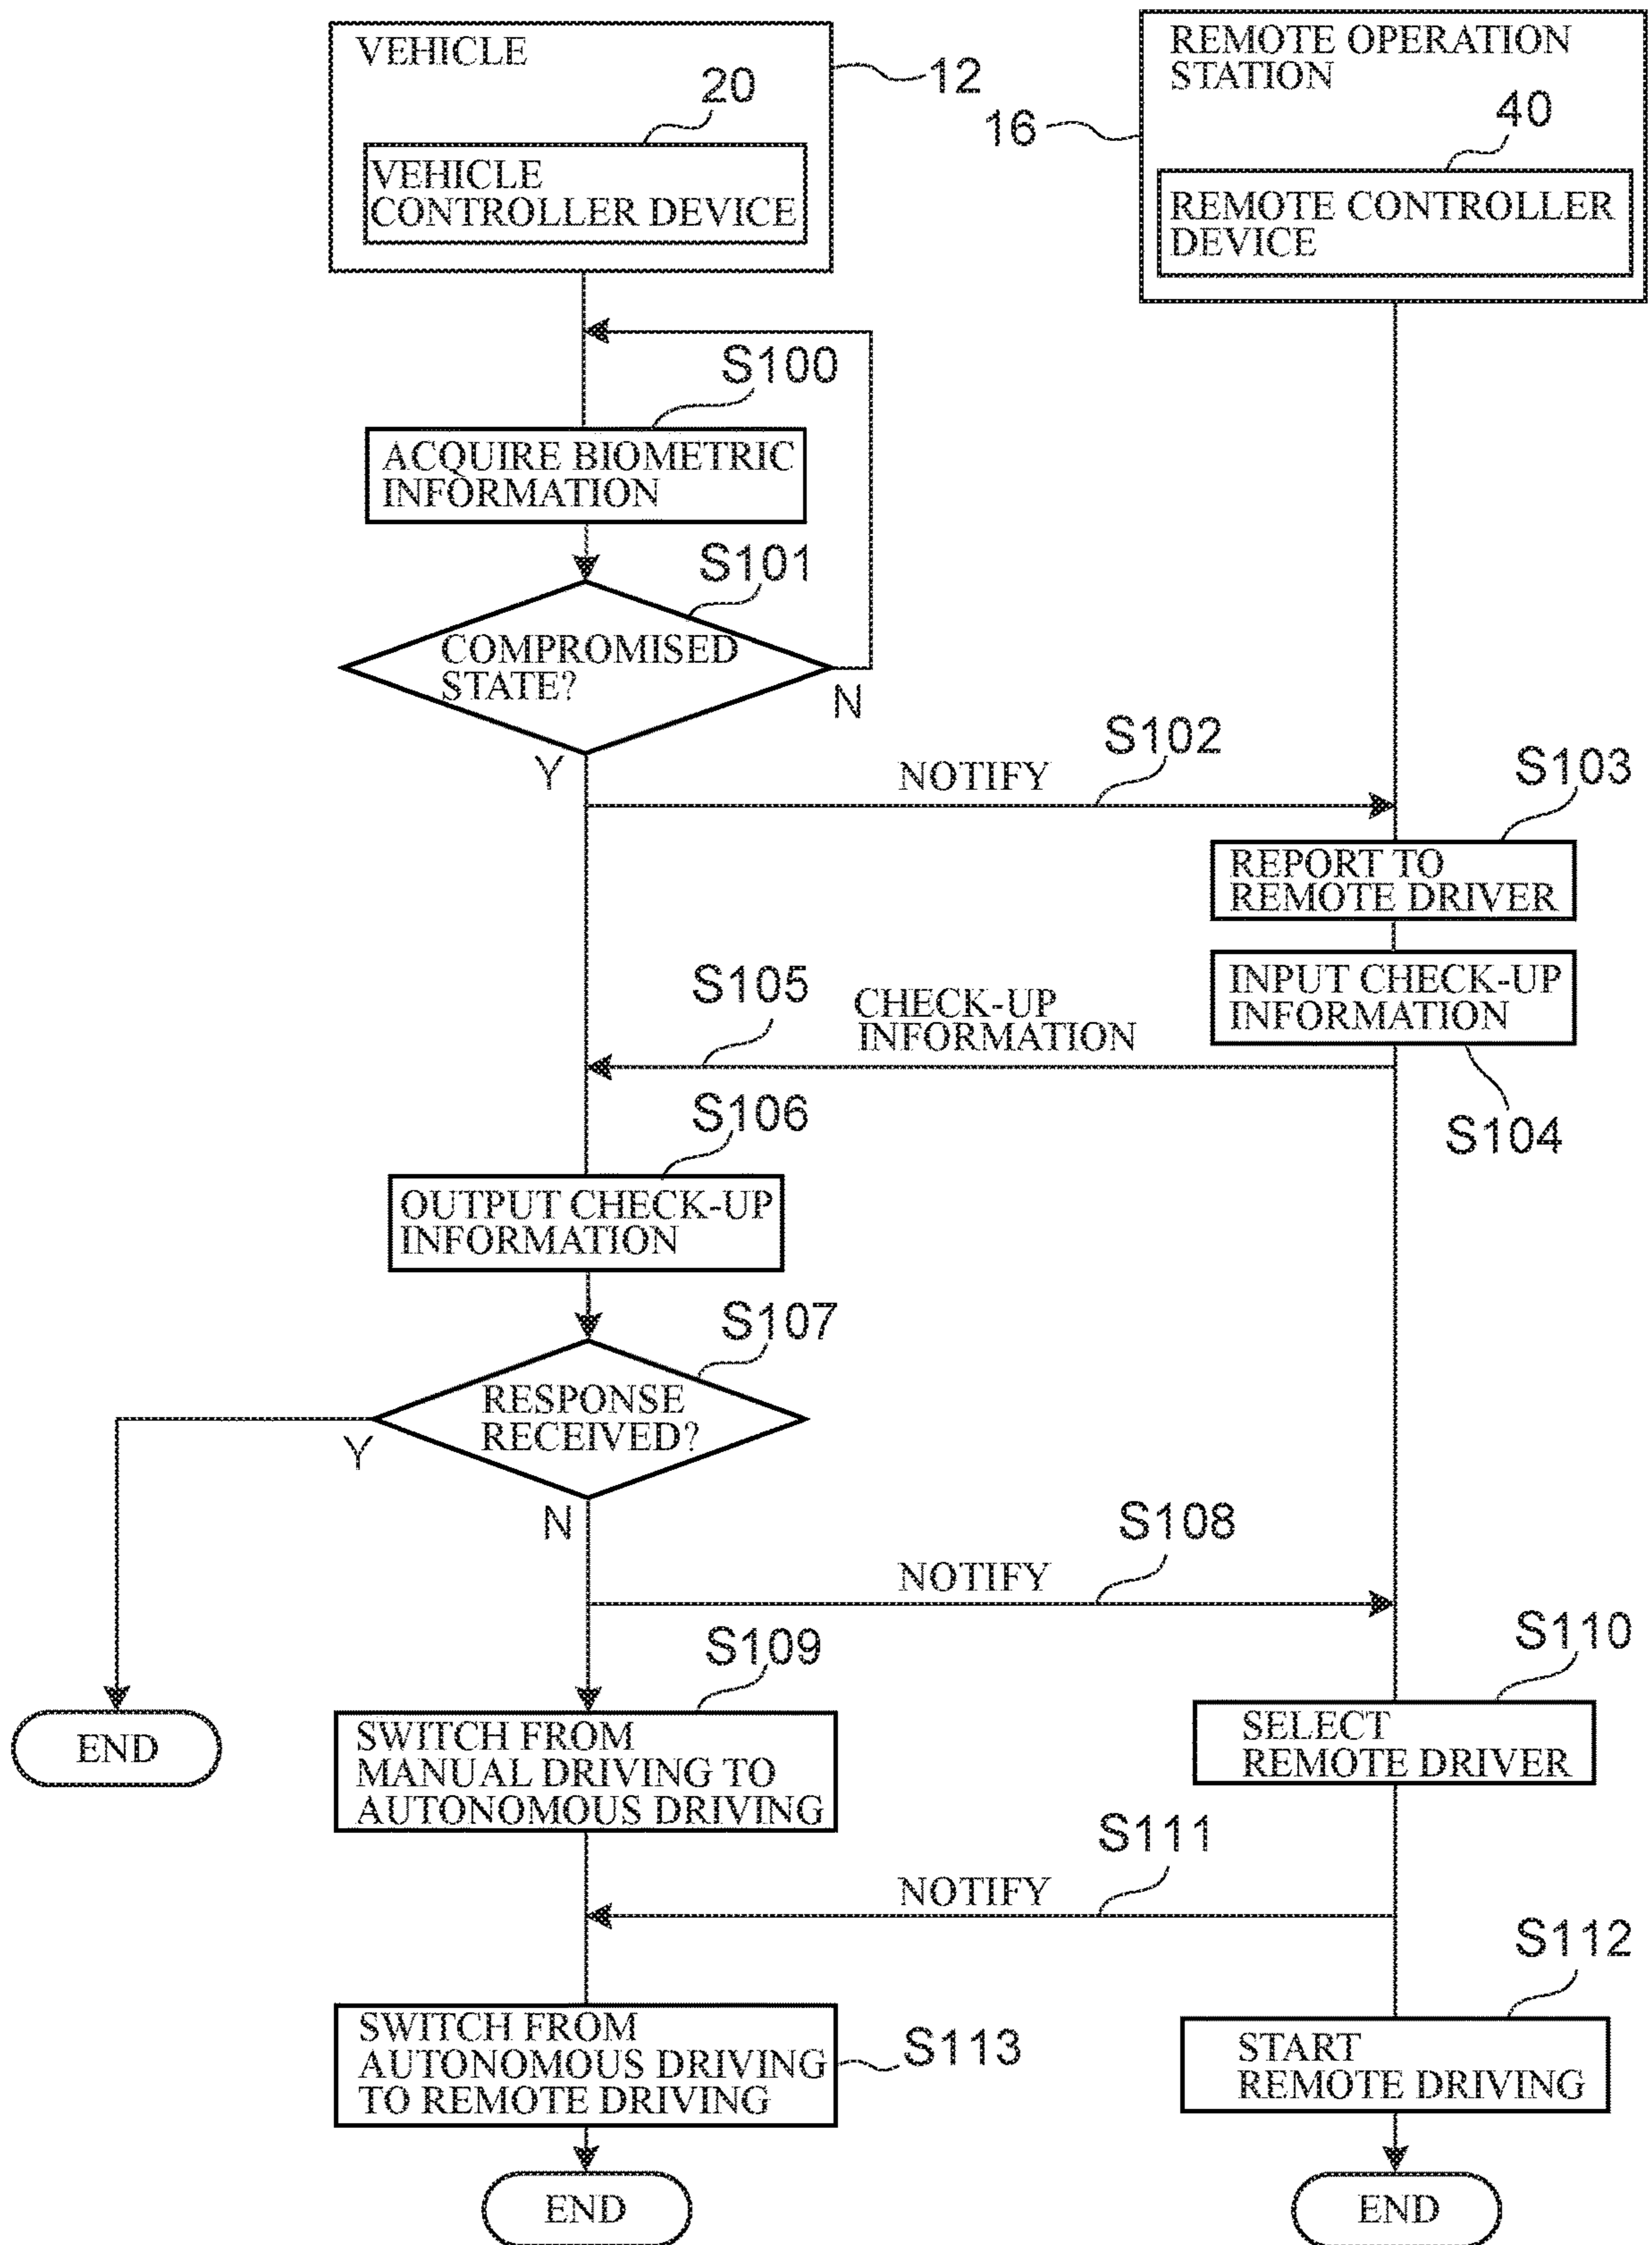 VEHICLE
20
VEHICLE
CONTROLLER DEVICE
12
REMOTE OPERATION
STATION
16
40
REMOTE CONTROLLER
DEVICE
S100
ACQUIRE BIOMETRIC
INFORMATION
S101
COMPROMISED
STATE?
N
Y
S102
NOTIFY
S103
REPORT TO
REMOTE DRIVER
INPUT CHECK-UP
INFORMATION
S104
S105
CHECK-UP
INFORMATION
S106
OUTPUT CHECK-UP
INFORMATION
S107
RESPONSE
RECEIVED?
Y
N
S108
NOTIFY
END
S109
SWITCH FROM
MANUAL DRIVING TO
AUTONOMOUS DRIVING
S110
SELECT
REMOTE DRIVER
S111
NOTIFY
S112
START
REMOTE DRIVING
SWITCH FROM
AUTONOMOUS DRIVING
TO REMOTE DRIVING
S113
END
END